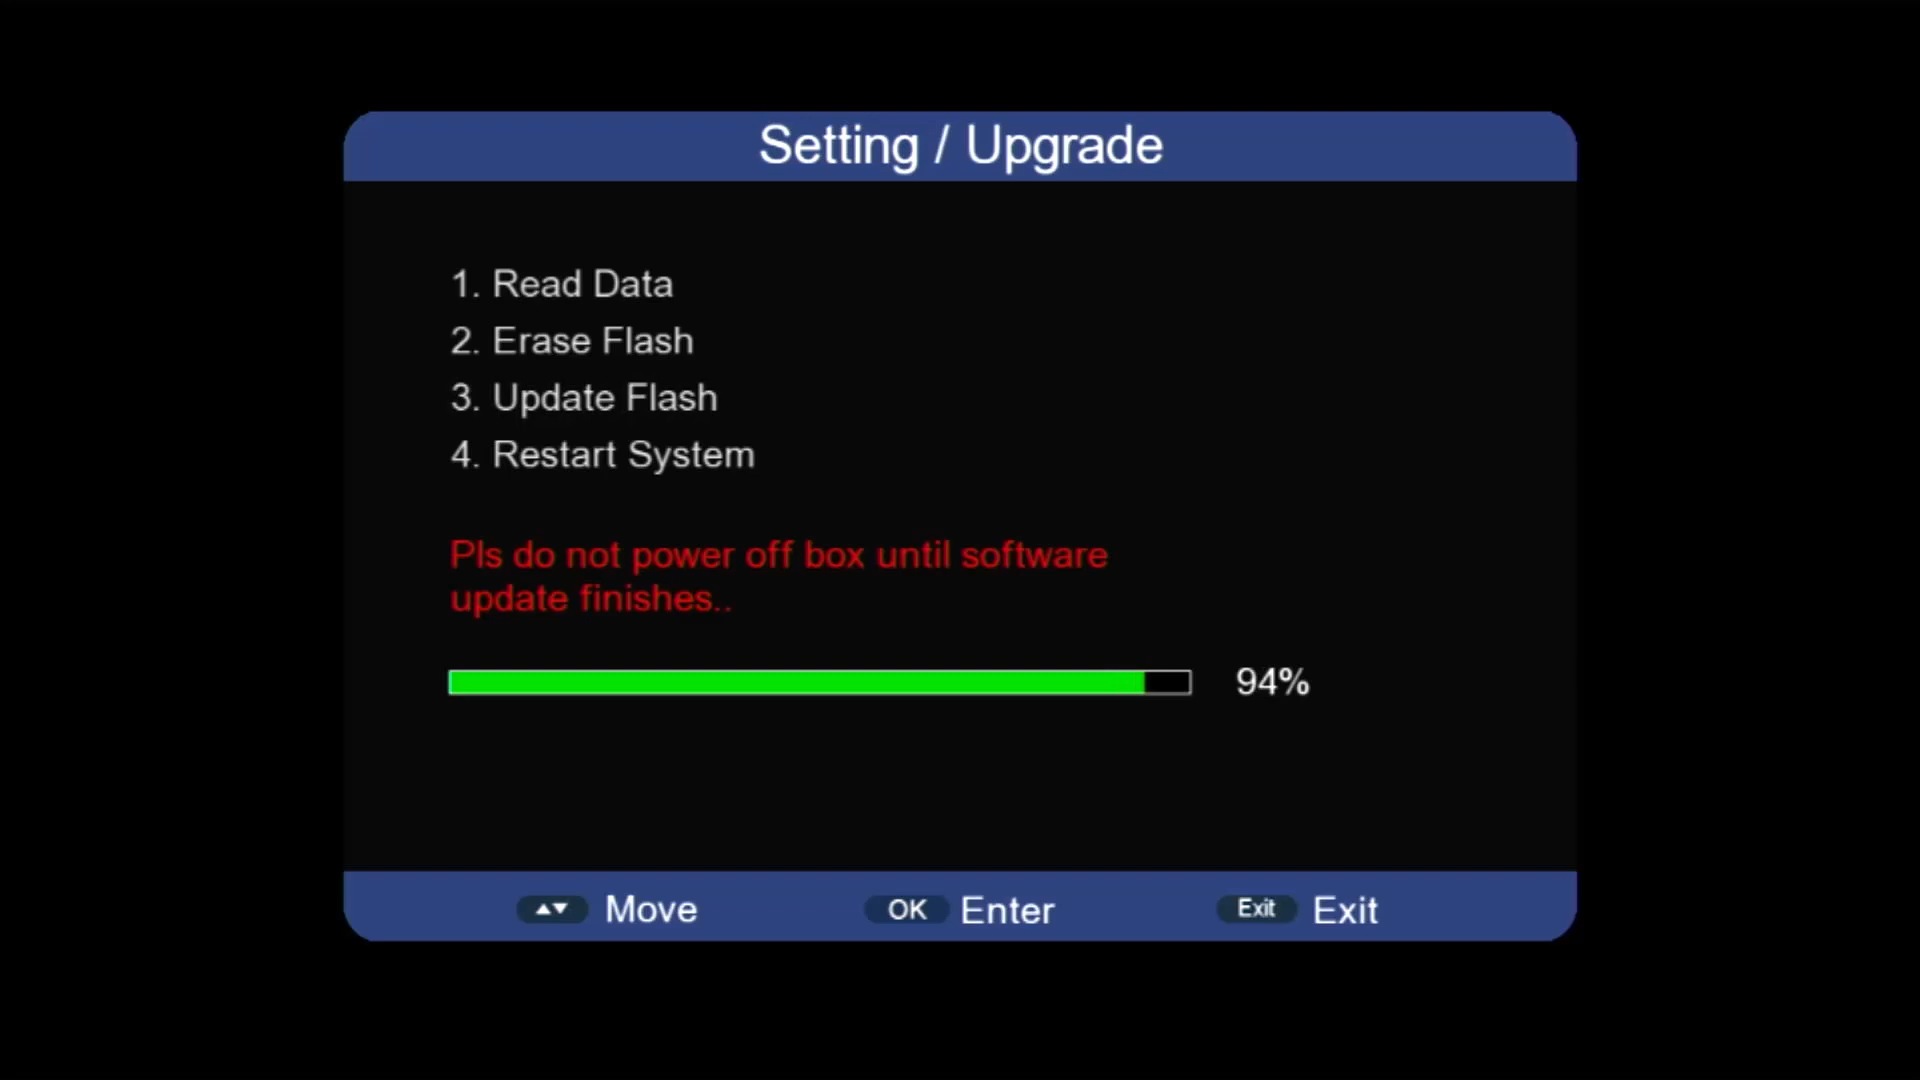 Setting / Upgrade
1. Read Data
2. Erase Flash
3. Update Flash
4. Restart System
Pls do not power off box until software
update finishes..
94%
▲▼ Move OK Enter Exit Exit